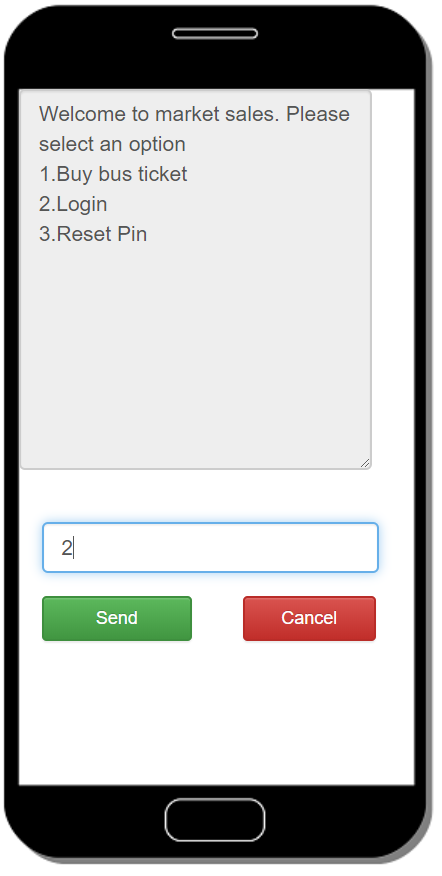 Welcome to market sales. Please
select an option
1.Buy bus ticket
2.Login
3.Reset Pin
2
Send Cancel